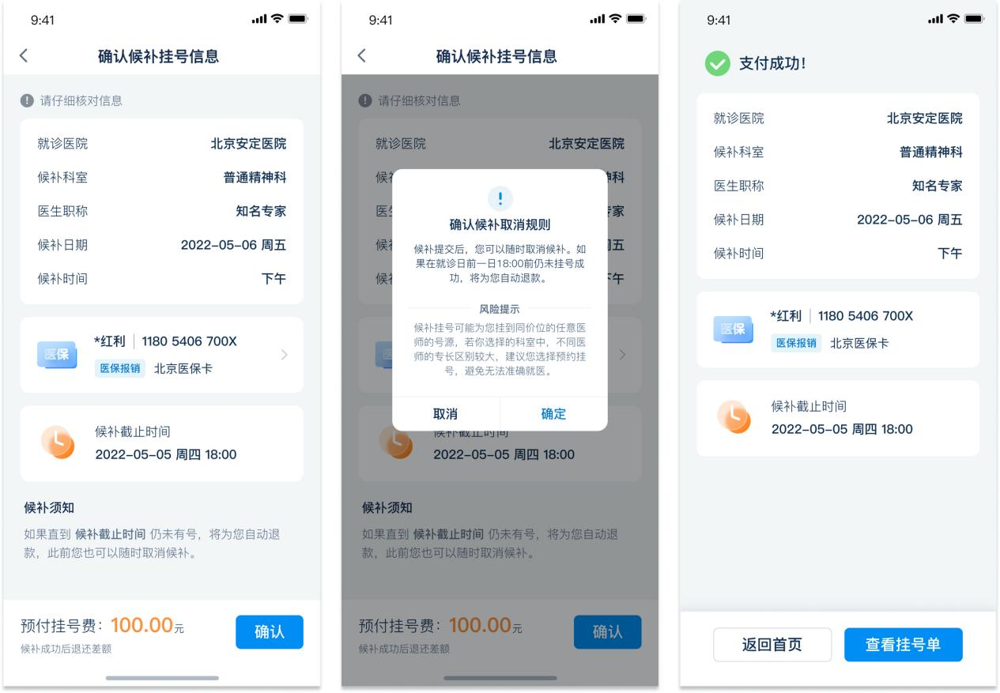 9:41
确认候补挂号信息
请仔细核对信息
就诊医院 北京安定医院
候补科室 普通精神科
医生职称 知名专家
候补日期 2022-05-06 周五
候补时间 下午
医保
*红利 | 1180 5406 700X
医保报销 北京医保卡
候补截止时间
2022-05-05 周四 18:00
候补须知
如果直到 候补截止时间 仍未有号，将为您自动退
款，此前您也可以随时取消候补。
预付挂号费：100.00元
候补成功后退还差额
确认
9:41
确认候补挂号信息
请仔细核对信息
就诊医院 北京安定医院
神科
五
午
确认候补取消规则
候补提交后，您可以随时取消候补。如
果在就诊日前一日18:00前仍未挂号成
功，将为您自动退款。
风险提示
候补挂号可能为您挂到同价位的任意医
师的号源，若你选择的科室中，不同医
师的专长区别较大，建议您选择预约挂
号，避免无法准确就医。
取消
确定
候补截止时间
2022-05-05 周四 18:00
候补须知
如果直到 候补截止时间 仍未有号，将为您自动退
款，此前您也可以随时取消候补。
预付挂号费：100.00元
候补成功后退还差额
确认
9:41
支付成功！
就诊医院 北京安定医院
候补科室 普通精神科
医生职称 知名专家
候补日期 2022-05-06 周五
候补时间 下午
医保
*红利 | 1180 5406 700X
医保报销 北京医保卡
候补截止时间
2022-05-05 周四 18:00
返回首页
查看挂号单